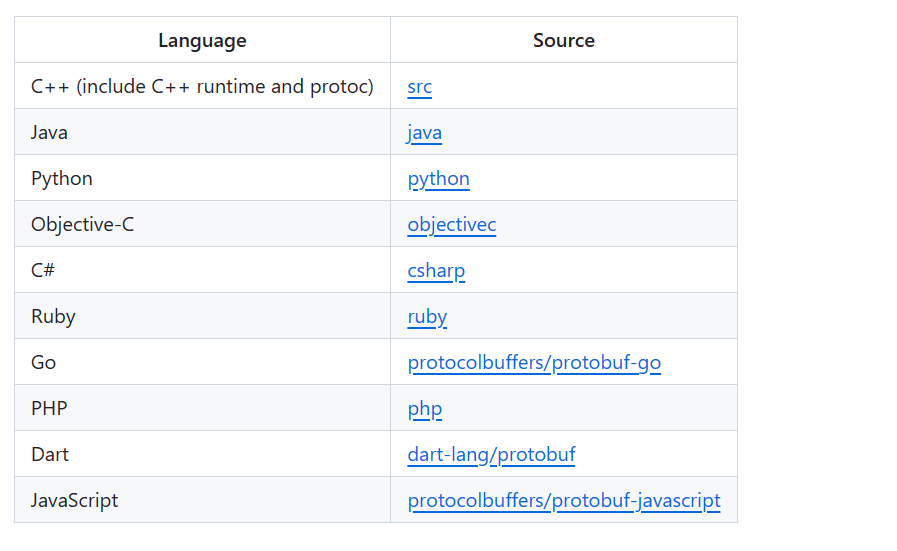 Language Source
C++ (include C++ runtime and protoc) src
Java java
Python python
Objective-C objectivec
C# csharp
Ruby ruby
Go protocolbuffers/protobuf-go
PHP php
Dart dart-lang/protobuf
JavaScript protocolbuffers/protobuf-javascript